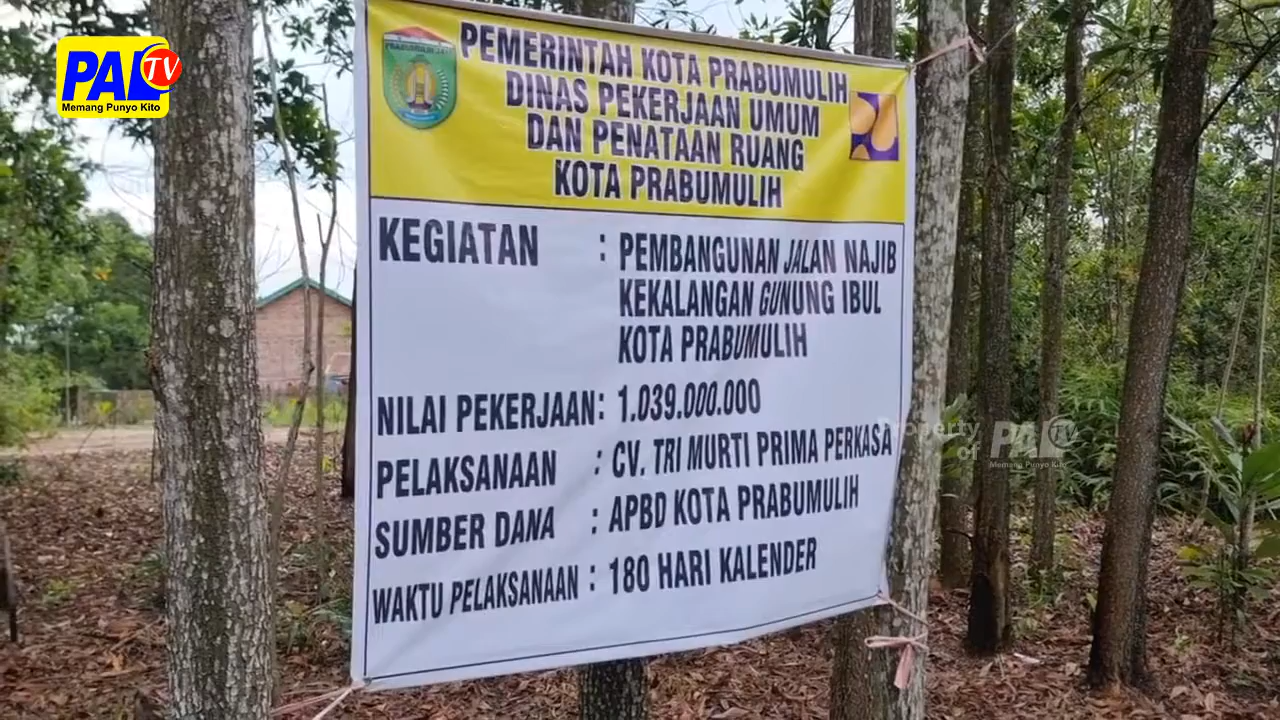 PAL TV
Memang Punyo Kito
PEMERINTAH KOTA PRABUMULIH
DINAS PEKERJAAN UMUM
DAN PENATAAN RUANG
KOTA PRABUMULIH
KEGIATAN : PEMBANGUNAN JALAN NAJIB
KEKALANGAN GUNUNG IBUL
KOTA PRABUMULIH
NILAI PEKERJAAN : 1.039.000.000
PELAKSANAAN : CV. TRI MURTI PRIMA PERKASA
SUMBER DANA : APBD KOTA PRABUMULIH
WAKTU PELAKSANAAN : 180 HARI KALENDER
Property
of PAL TV
Memang Punyo Kito